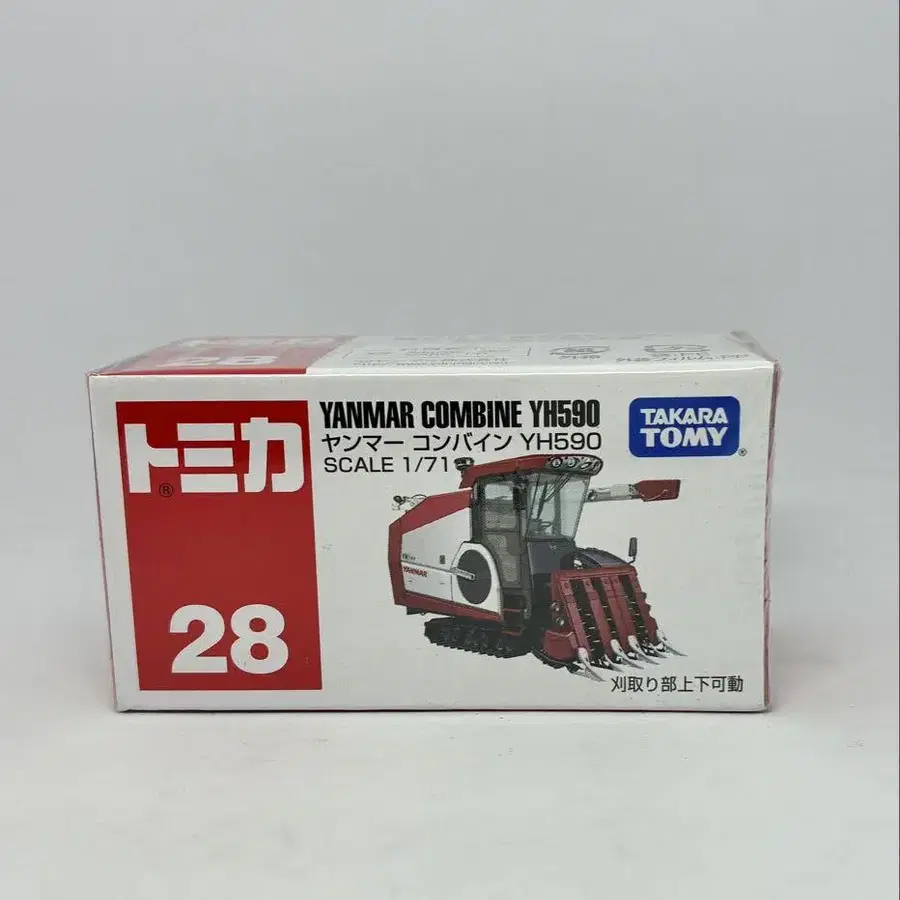 28
トミカ
®
28
YANMAR COMBINE YH590
ヤンマー コンバイン YH590
SCALE 1/71
TAKARA
TOMY
®
YANMAR
刈取り部上下可動